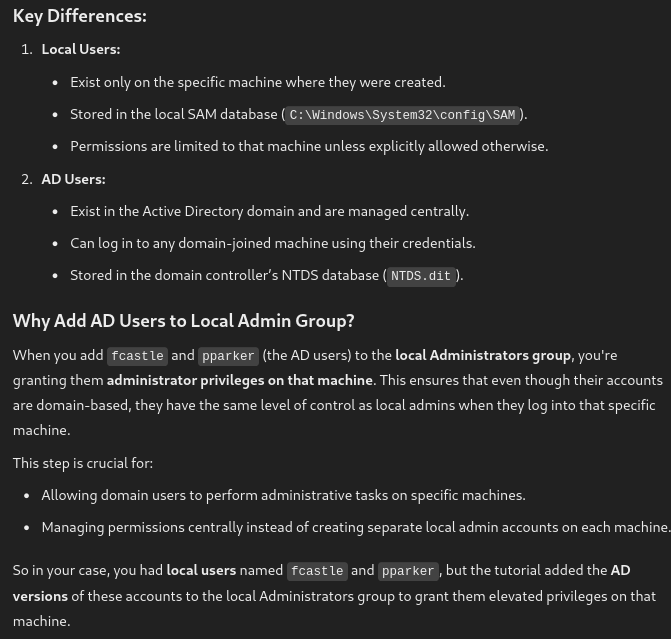 Key Differences:
1. Local Users:
• Exist only on the specific machine where they were created.
• Stored in the local SAM database (C:\Windows\System32\config\SAM).
• Permissions are limited to that machine unless explicitly allowed otherwise.
2. AD Users:
• Exist in the Active Directory domain and are managed centrally.
• Can log in to any domain-joined machine using their credentials.
• Stored in the domain controller’s NTDS database (NTDS.dit).
Why Add AD Users to Local Admin Group?
When you add fcastle and pparker (the AD users) to the local Administrators group, you're
granting them administrator privileges on that machine. This ensures that even though their accounts
are domain-based, they have the same level of control as local admins when they log into that specific
machine.
This step is crucial for:
• Allowing domain users to perform administrative tasks on specific machines.
• Managing permissions centrally instead of creating separate local admin accounts on each machine.
So in your case, you had local users named fcastle and pparker, but the tutorial added the AD
versions of these accounts to the local Administrators group to grant them elevated privileges on that
machine.